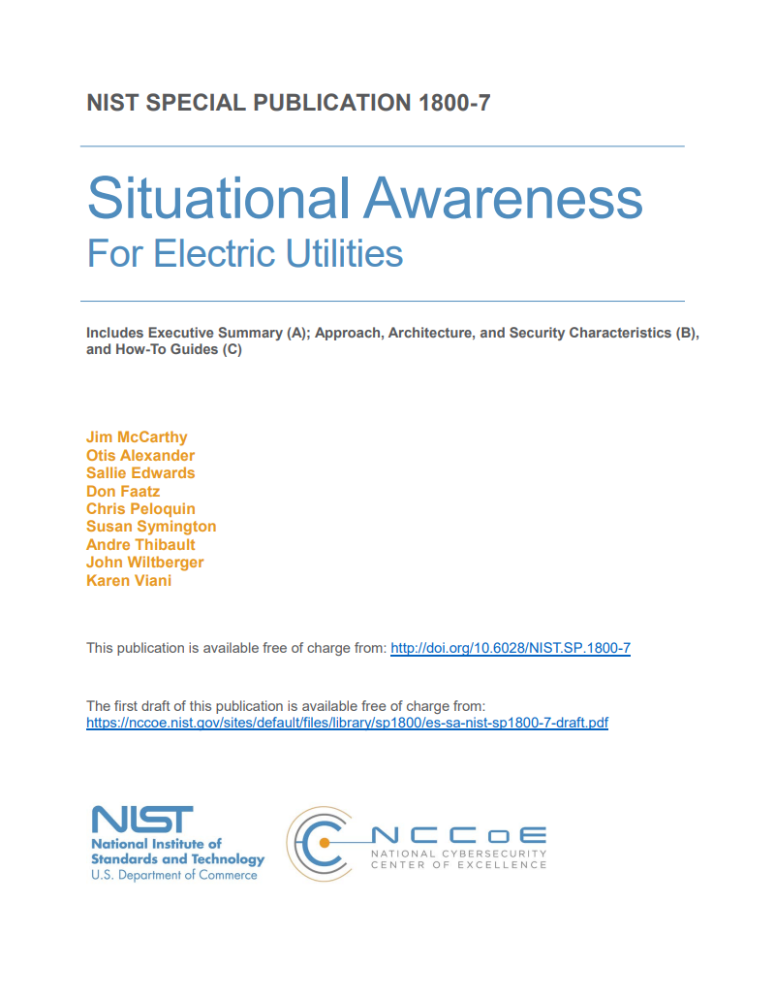 NIST SPECIAL PUBLICATION 1800-7
Situational Awareness
For Electric Utilities
Includes Executive Summary (A); Approach, Architecture, and Security Characteristics (B),
and How-To Guides (C)
Jim McCarthy
Otis Alexander
Sallie Edwards
Don Faatz
Chris Peloquin
Susan Symington
Andre Thibault
John Wiltberger
Karen Viani
This publication is available free of charge from: http://doi.org/10.6028/NIST.SP.1800-7
The first draft of this publication is available free of charge from:
https://nccoe.nist.gov/sites/default/files/library/sp1800/es-sa-nist-sp1800-7-draft.pdf
NIST
National Institute of
Standards and Technology
U.S. Department of Commerce
NCCoE
NATIONAL CYBERSECURITY
CENTER OF EXCELLENCE